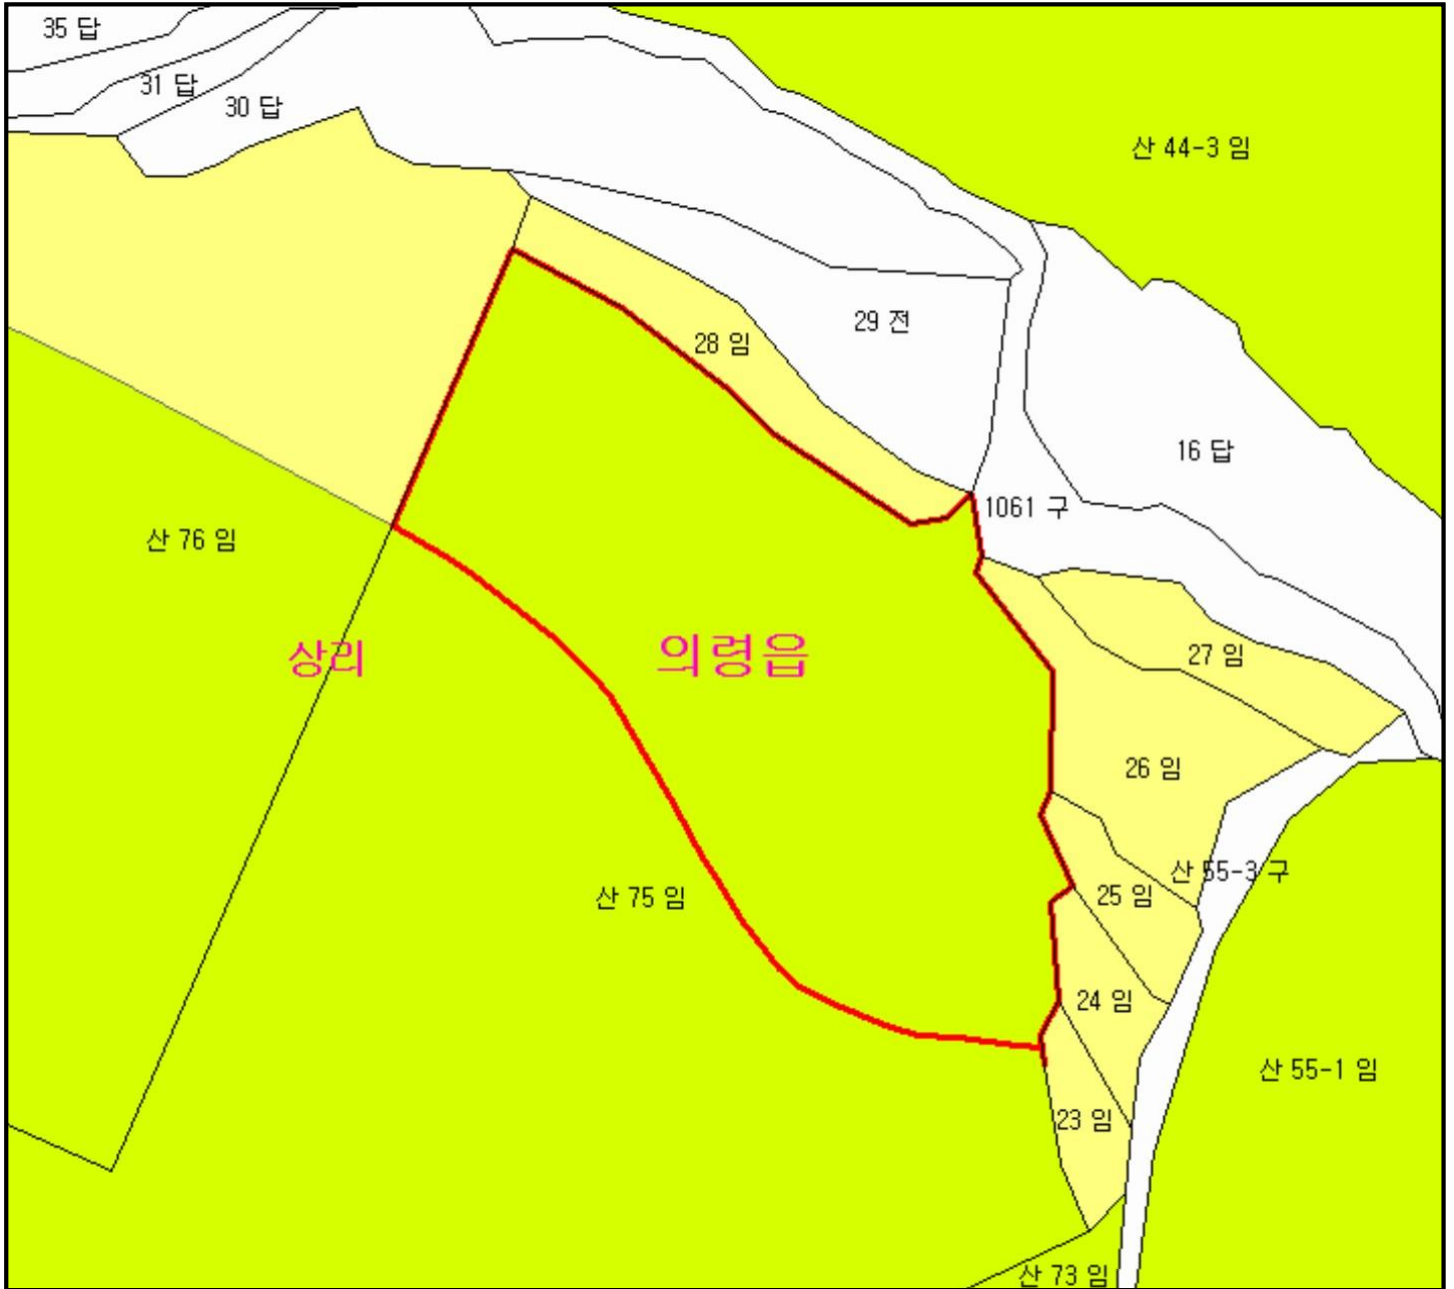 35 답
31 답
30 답
산 44-3 임
29 전
28 임
16 답
1061 구
산 76 임
상리
의령읍
27 임
26 임
산 55-3 구
25 임
산 75 임
24 임
산 55-1 임
23 임
산 73 임